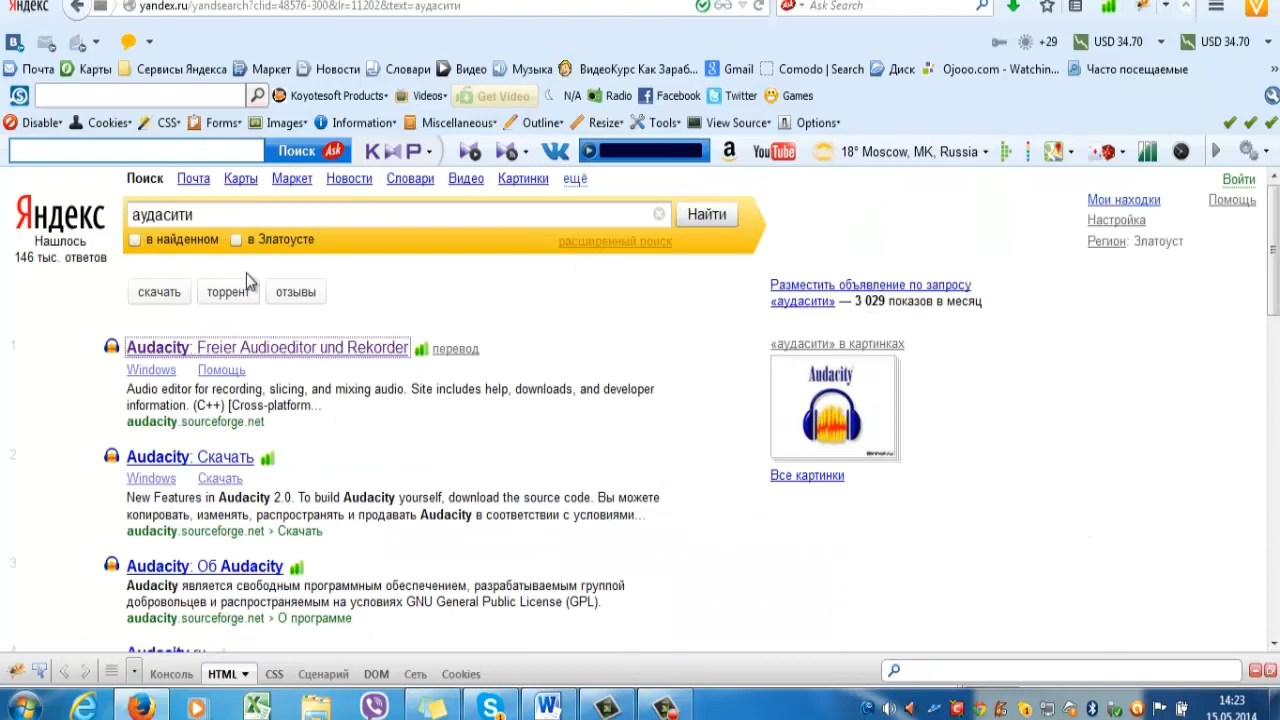 Яндекс yandex.ru/yandsearch?clid=48576-300&lr=11202&text=аудасити Ask Search
+29 USD 34.70 USD 34.70
Почта Карты Сервисы Яндекса Маркет Новости Словари Видео Музыка ВидеоКурс Как Зараб... Gmail Comodo | Search Диск Ojooo.com - Watchin... Часто посещаемые
Koyotesoft Products Videos Get Video N/A Radio Facebook Twitter Games
Disable Cookies CSS Forms Images Information Miscellaneous Outline Resize Tools View Source Options
Поиск Ask KMP YouTube 18° Moscow, MK, Russia
Поиск Почта Карты Маркет Новости Словари Видео Картинки ещё Войти
Яндекс аудасити Найти Мои находки Помощь
Нашлось 146 тыс. ответов в найденном в Златоусте расширенный поиск Настройка
Регион: Златоуст
скачать торрент отзывы
Разместить объявление по запросу
«аудасити» — 3 029 показов в месяц
1 Audacity: Freier Audioeditor und Rekorder перевод
Windows Помощь
Audio editor for recording, slicing, and mixing audio. Site includes help, downloads, and developer
information. (C++) [Cross-platform...
audacity.sourceforge.net
«аудасити» в картинках
Audacity
Все картинки
2 Audacity: Скачать
Windows Скачать
New Features in Audacity 2.0. To build Audacity yourself, download the source code. Вы можете
копировать, изменять, распространять и продавать Audacity в соответствии с условиями...
audacity.sourceforge.net › Скачать
3 Audacity: Об Audacity
Audacity является свободным программным обеспечением, разрабатываемым группой
добровольцев и распространяемым на условиях GNU General Public License (GPL).
audacity.sourceforge.net › О программе
Консоль HTML CSS Сценарий DOM Сеть Cookies
14:23
15.05.2014